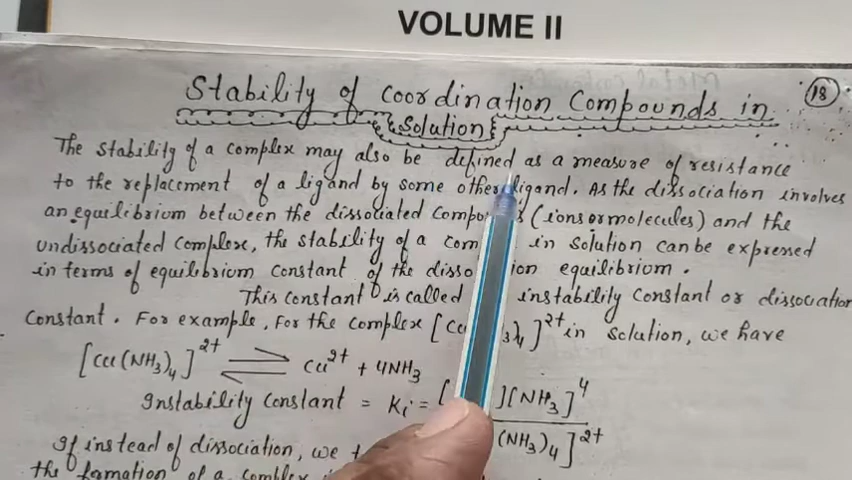 VOLUME II
18
Stability of Coordination Compounds in
Solution
The stability of a complex may also be defined as a measure of resistance
to the replacement of a ligand by some other ligand. As the dissociation involves
an equilibrium between the dissociated (ions or molecules) and the
undissociated complex, the stability of a in solution can be expressed
in terms of equilibrium constant of the equilibrium.
This constant is called instability constant or dissociation
constant. For example, for the complex [ ]2+ in solution, we have
[Cu(NH3)4]2+ ⇌ Cu2+ + 4NH3
Instability constant = Ki = [ ][NH3]4
(NH3)4]2+
If instead of dissociation, we
the formation of a complex